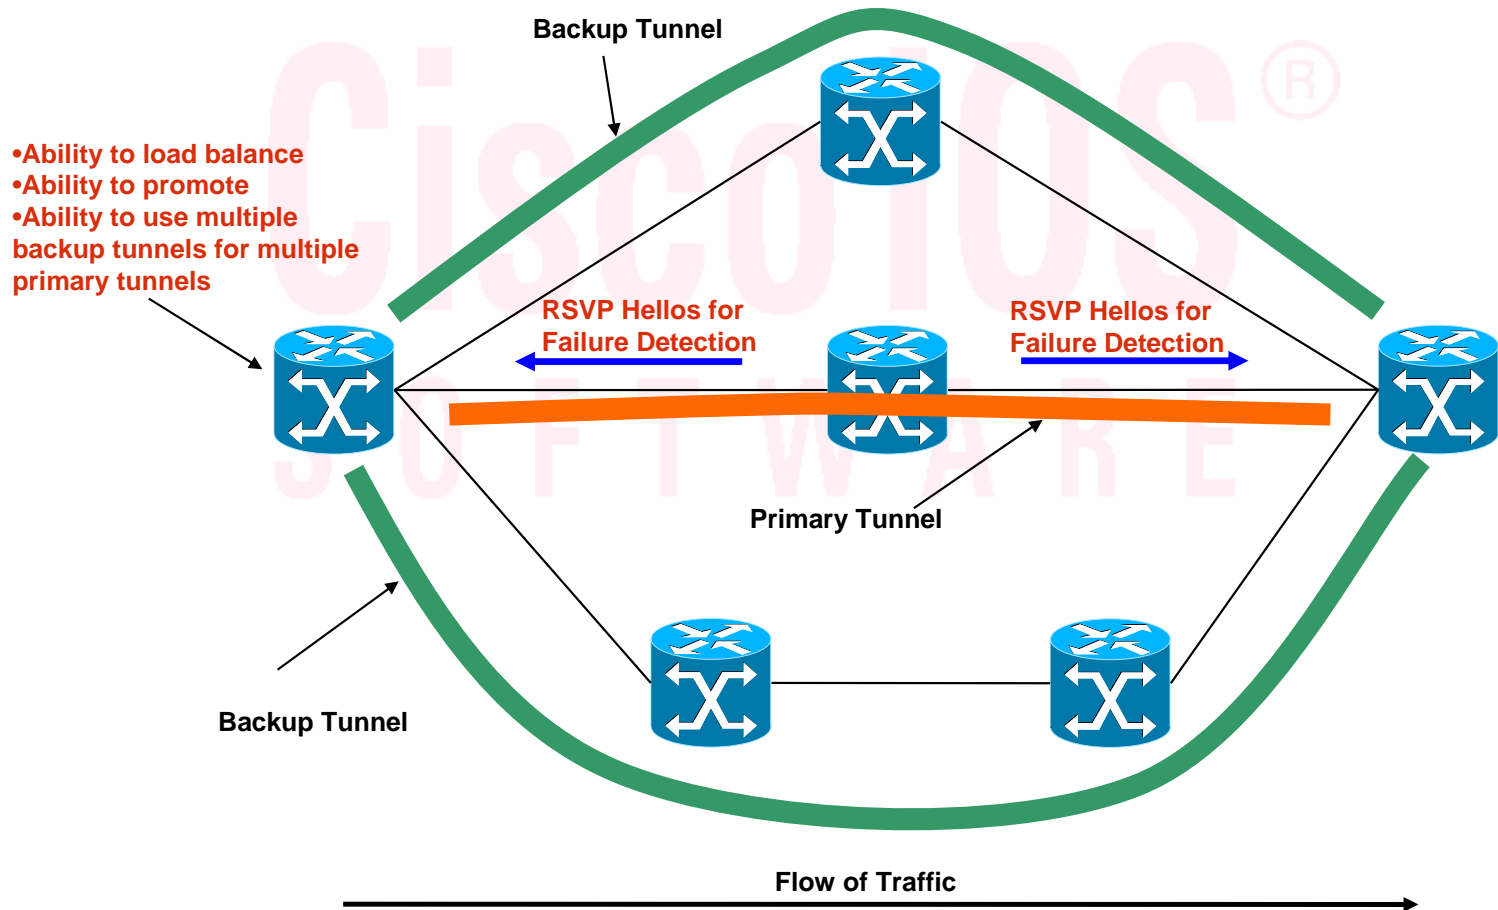 Backup Tunnel
•Ability to load balance
•Ability to promote
•Ability to use multiple
backup tunnels for multiple
primary tunnels
RSVP Hellos for
Failure Detection
RSVP Hellos for
Failure Detection
Primary Tunnel
Backup Tunnel
Flow of Traffic
Cisco IOS®
SOFTWARE